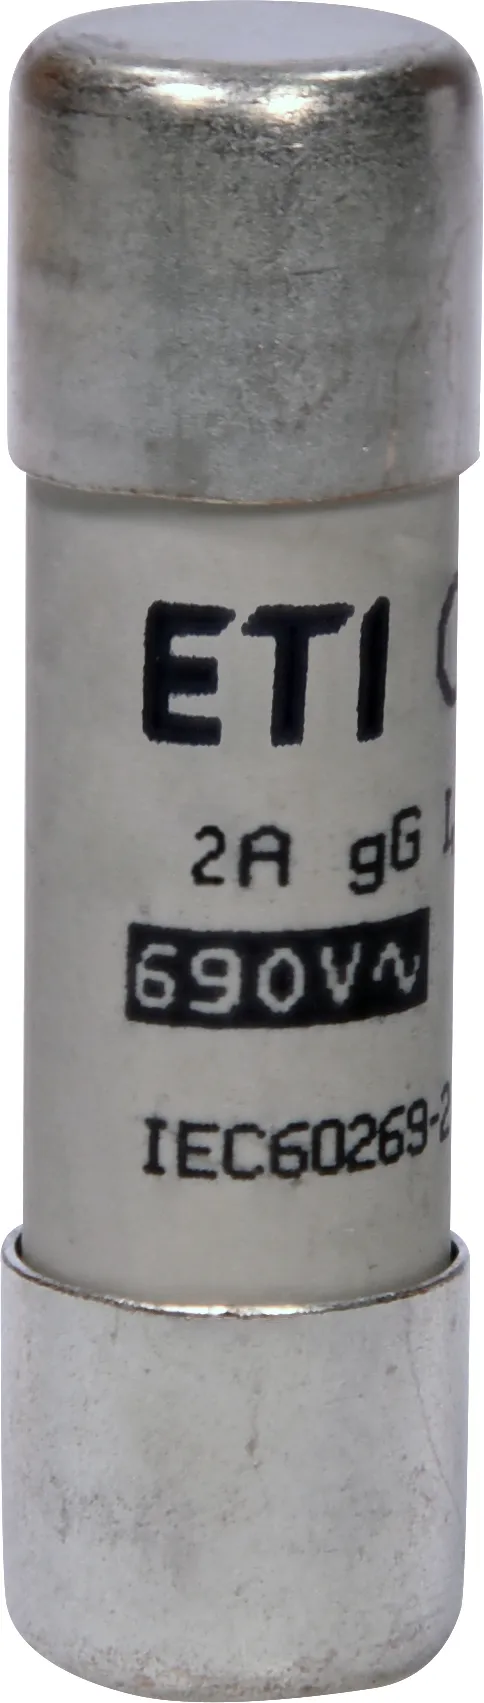 ETI
2A gG
690V~
IEC60269-2